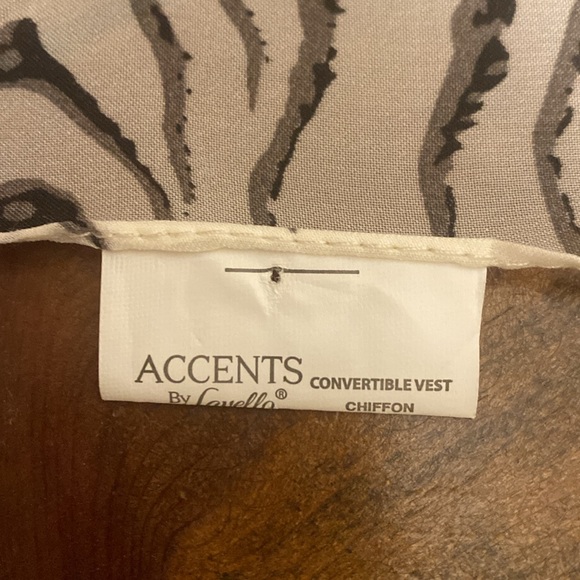 ACCENTS CONVERTIBLE VEST
By Lavello® CHIFFON